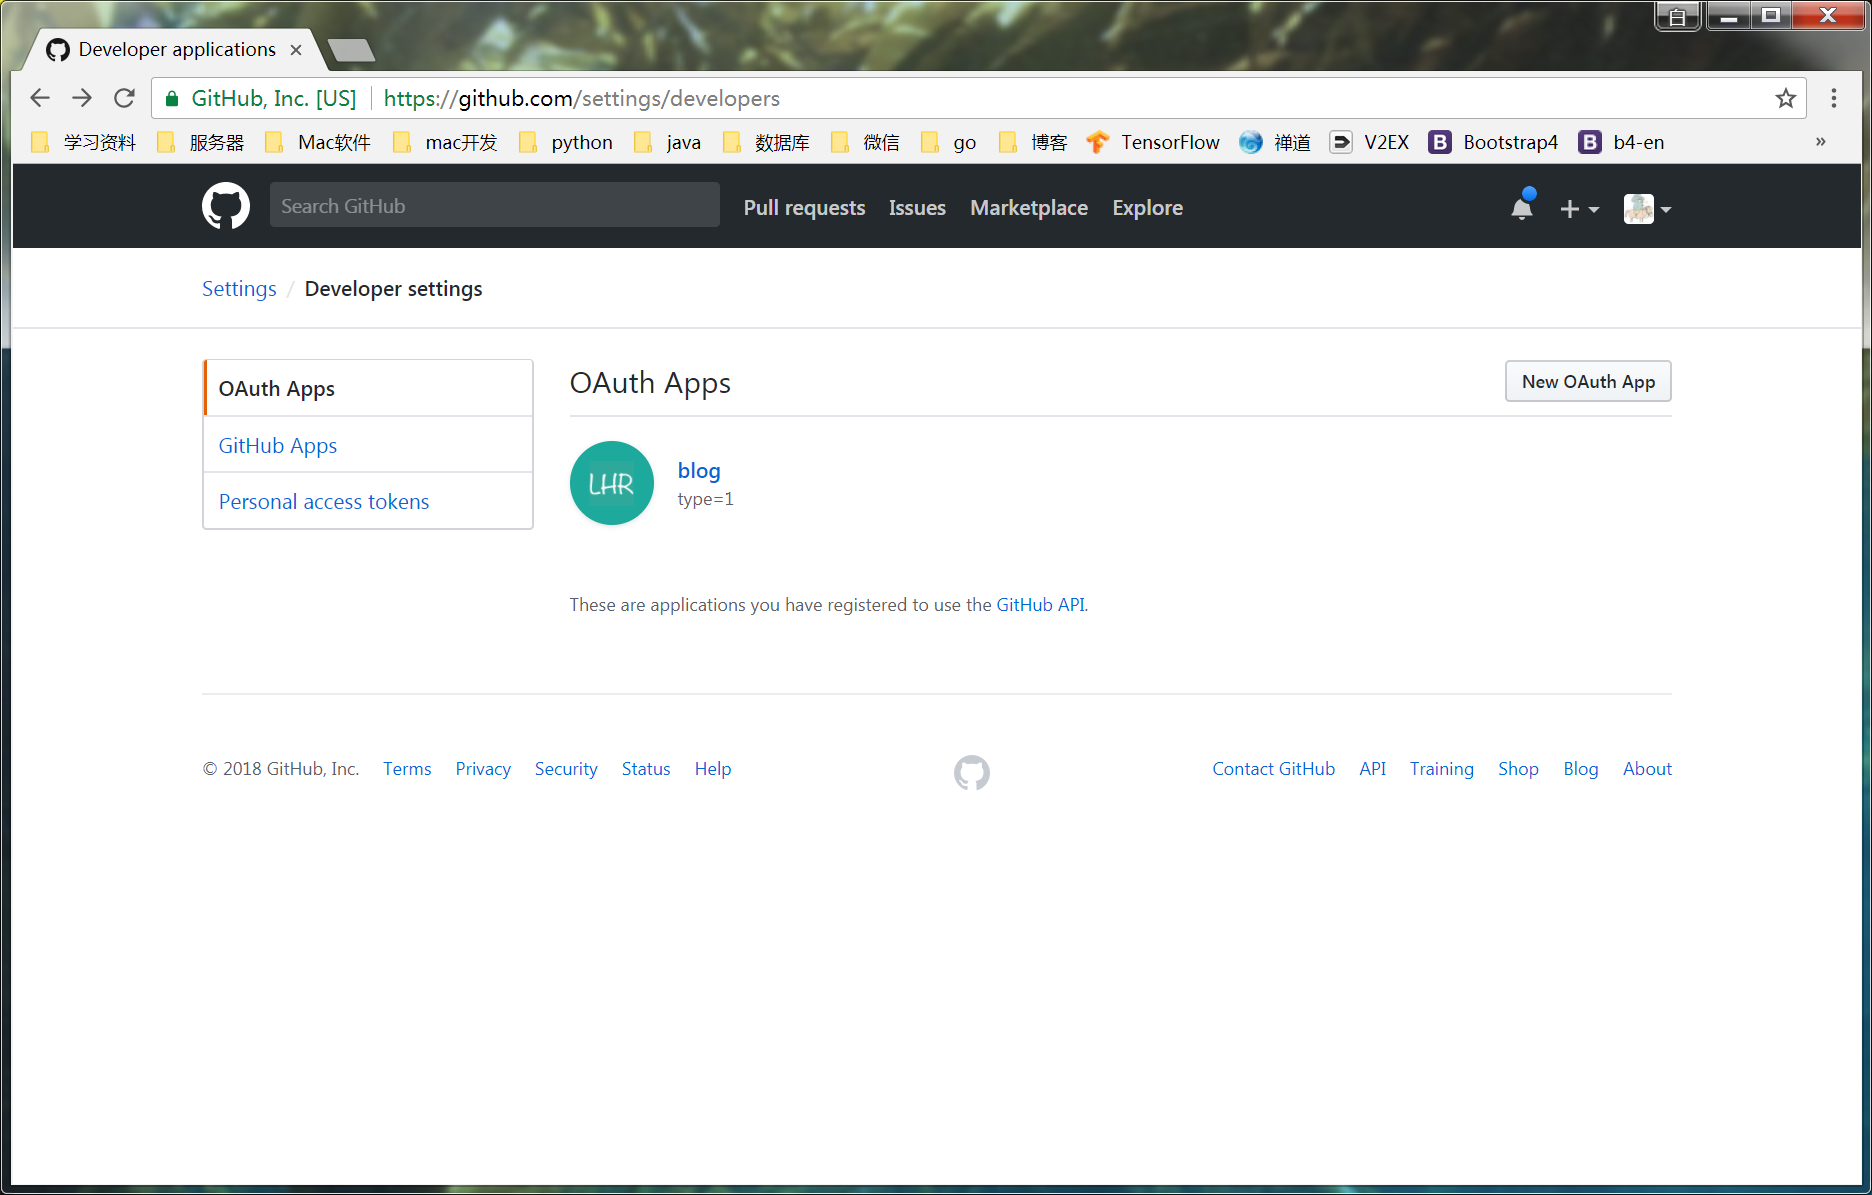 白
Developer applications
GitHub, Inc. [US] https://github.com/settings/developers
学习资料 服务器 Mac软件 mac开发 python java 数据库 微信 go 博客 TensorFlow 禅道 V2EX B Bootstrap4 B b4-en »
Search GitHub Pull requests Issues Marketplace Explore
Settings / Developer settings
OAuth Apps
GitHub Apps
Personal access tokens
OAuth Apps New OAuth App
LHR
blog
type=1
These are applications you have registered to use the GitHub API.
© 2018 GitHub, Inc. Terms Privacy Security Status Help Contact GitHub API Training Shop Blog About